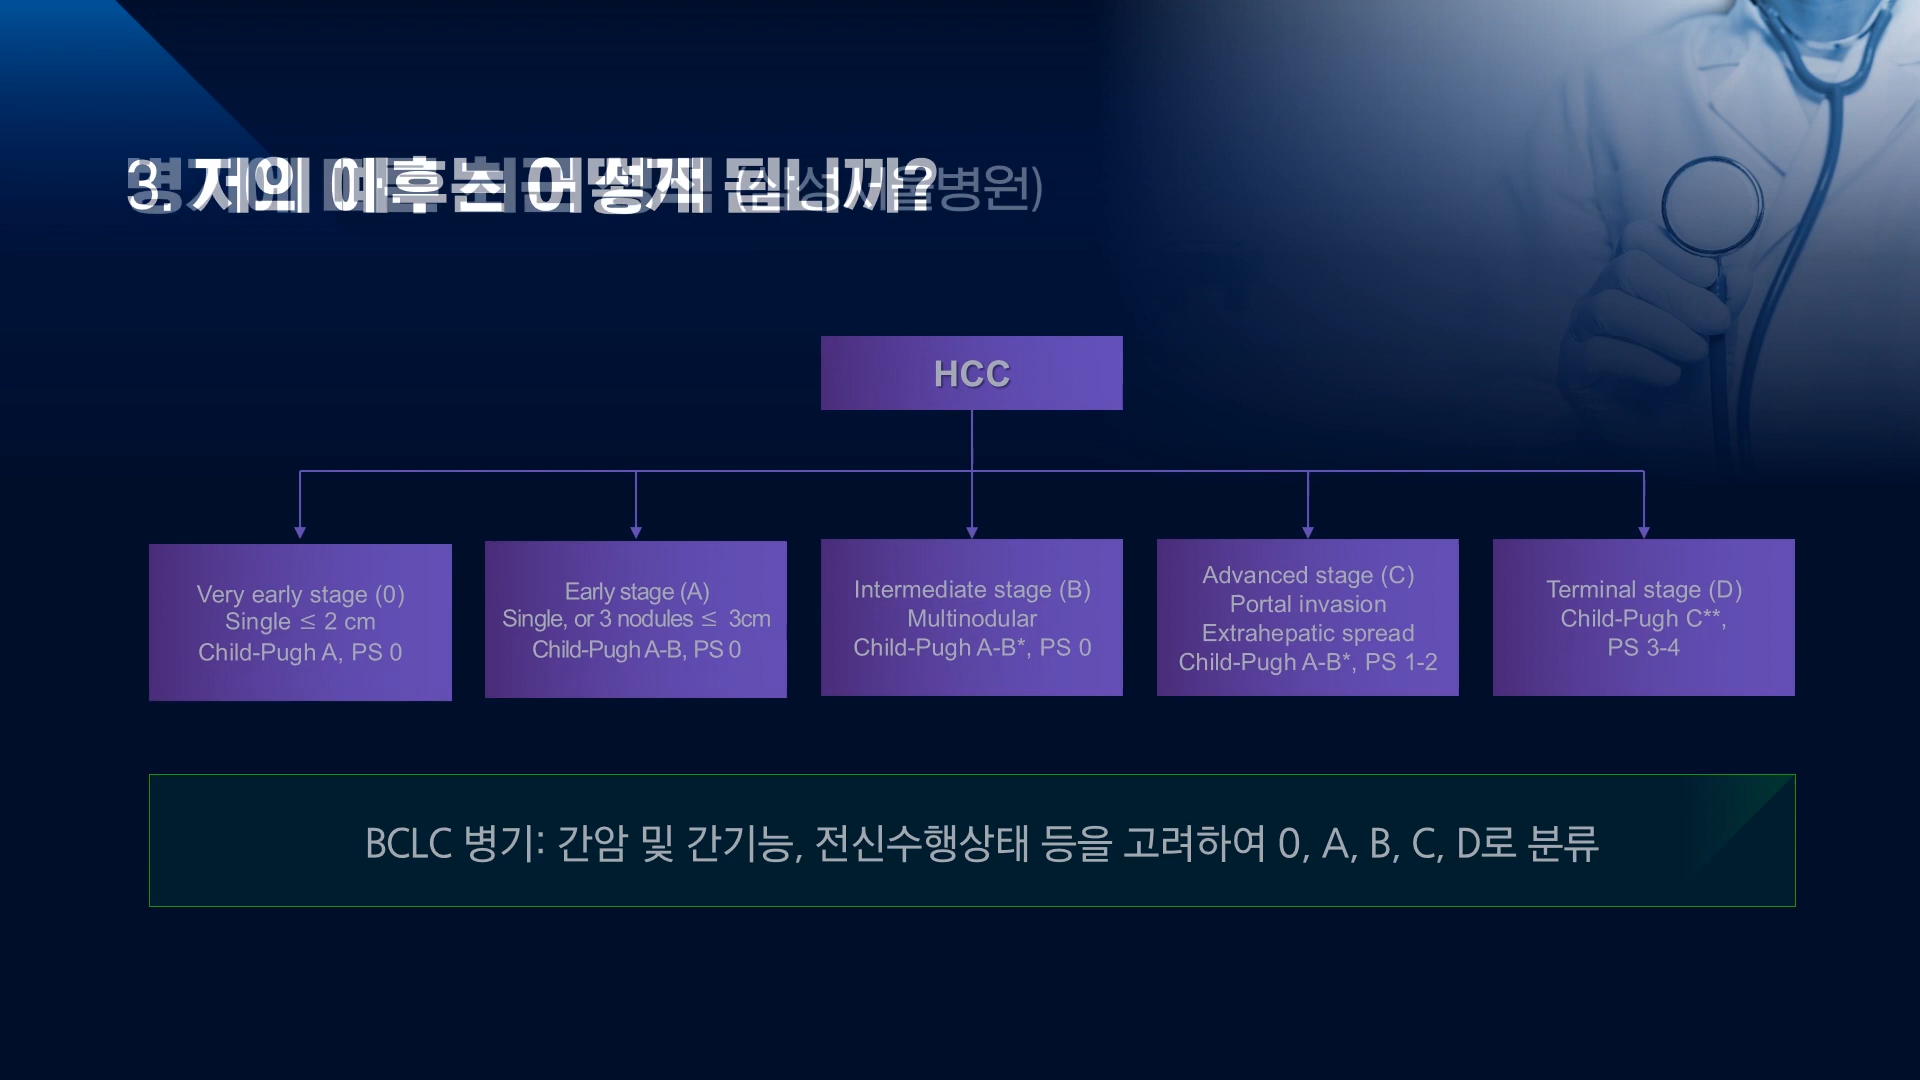 3. 저의 예후는 어떻게 됩니까?
병원)
HCC
Very early stage (0)
Single ≤ 2 cm
Child-Pugh A, PS 0
Early stage (A)
Single, or 3 nodules ≤ 3cm
Child-Pugh A-B, PS 0
Intermediate stage (B)
Multinodular
Child-Pugh A-B*, PS 0
Advanced stage (C)
Portal invasion
Extrahepatic spread
Child-Pugh A-B*, PS 1-2
Terminal stage (D)
Child-Pugh C**,
PS 3-4
BCLC 병기: 간암 및 간기능, 전신수행상태 등을 고려하여 0, A, B, C, D로 분류